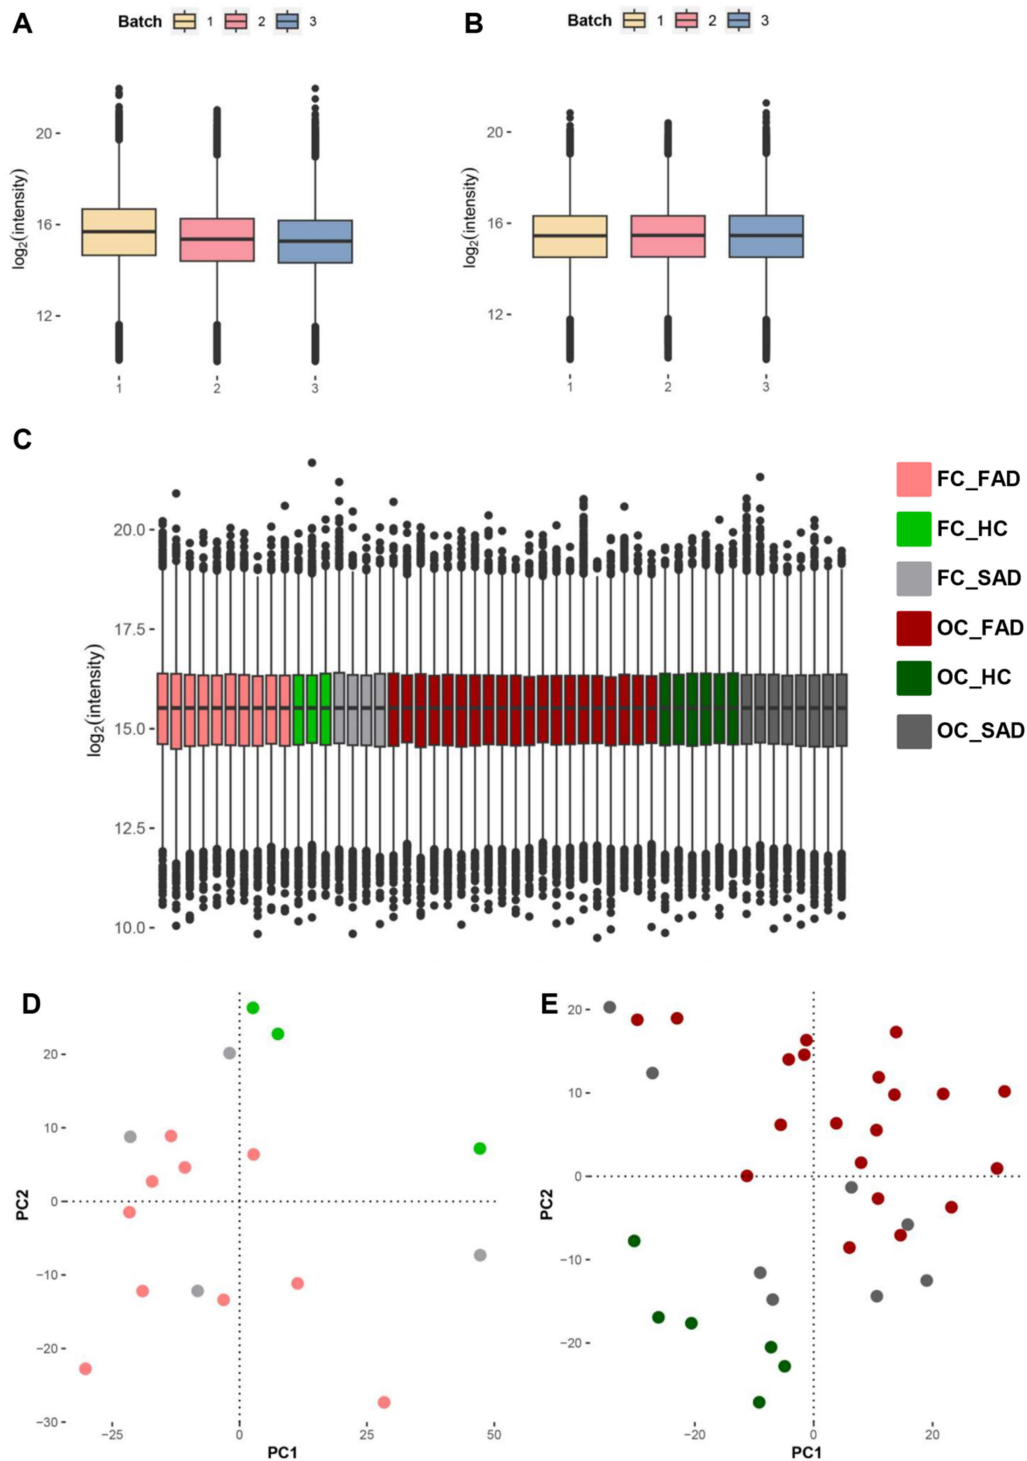 A
Batch 1 2 3
log2(intensity)
20
16
12
1 2 3
B
Batch 1 2 3
log2(intensity)
20
16
12
1 2 3
C
log2(intensity)
20.0
17.5
15.0
12.5
10.0
FC_FAD
FC_HC
FC_SAD
OC_FAD
OC_HC
OC_SAD
D
PC2
20
10
0
−10
−20
−30
−25 0 25 50
PC1
E
PC2
20
10
0
−10
−20
−20 0 20
PC1